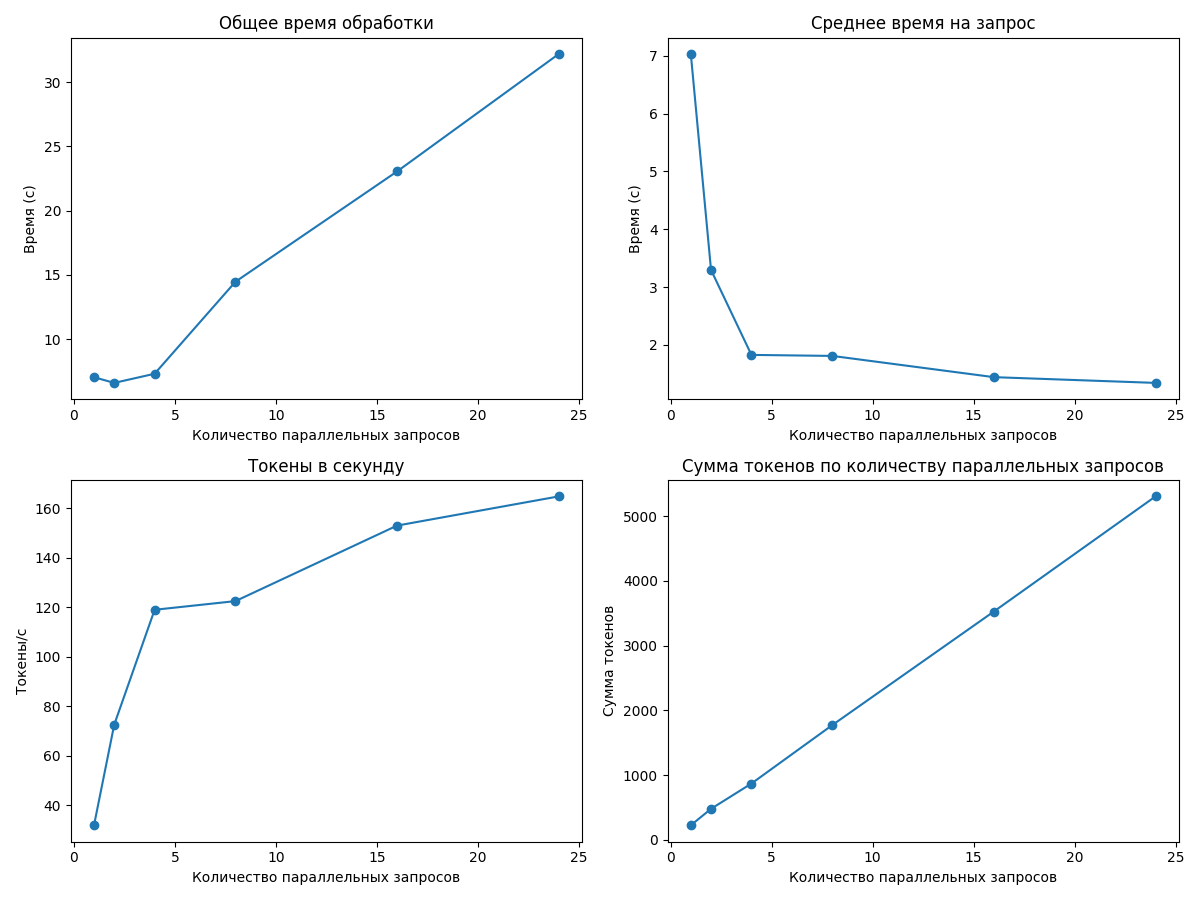 Общее время обработки
Время (с)
30
25
20
15
10
0 5 10 15 20 25
Количество параллельных запросов
Среднее время на запрос
Время (с)
7
6
5
4
3
2
0 5 10 15 20 25
Количество параллельных запросов
Токены в секунду
Токены/с
160
140
120
100
80
60
40
0 5 10 15 20 25
Количество параллельных запросов
Сумма токенов по количеству параллельных запросов
Сумма токенов
5000
4000
3000
2000
1000
0
0 5 10 15 20 25
Количество параллельных запросов